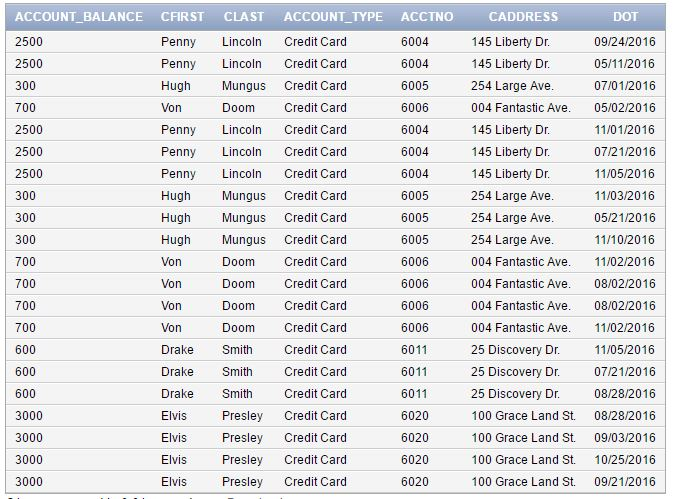 ACCOUNT_BALANCE CFIRST CLAST ACCOUNT_TYPE ACCTNO CADDRESS DOT
2500 Penny Lincoln Credit Card 6004 145 Liberty Dr. 09/24/2016
2500 Penny Lincoln Credit Card 6004 145 Liberty Dr. 05/11/2016
300 Hugh Mungus Credit Card 6005 254 Large Ave. 07/01/2016
700 Von Doom Credit Card 6006 004 Fantastic Ave. 05/02/2016
2500 Penny Lincoln Credit Card 6004 145 Liberty Dr. 11/01/2016
2500 Penny Lincoln Credit Card 6004 145 Liberty Dr. 07/21/2016
2500 Penny Lincoln Credit Card 6004 145 Liberty Dr. 11/05/2016
300 Hugh Mungus Credit Card 6005 254 Large Ave. 11/03/2016
300 Hugh Mungus Credit Card 6005 254 Large Ave. 05/21/2016
300 Hugh Mungus Credit Card 6005 254 Large Ave. 11/10/2016
700 Von Doom Credit Card 6006 004 Fantastic Ave. 11/02/2016
700 Von Doom Credit Card 6006 004 Fantastic Ave. 08/02/2016
700 Von Doom Credit Card 6006 004 Fantastic Ave. 08/02/2016
700 Von Doom Credit Card 6006 004 Fantastic Ave. 11/02/2016
600 Drake Smith Credit Card 6011 25 Discovery Dr. 11/05/2016
600 Drake Smith Credit Card 6011 25 Discovery Dr. 07/21/2016
600 Drake Smith Credit Card 6011 25 Discovery Dr. 08/28/2016
3000 Elvis Presley Credit Card 6020 100 Grace Land St. 08/28/2016
3000 Elvis Presley Credit Card 6020 100 Grace Land St. 09/03/2016
3000 Elvis Presley Credit Card 6020 100 Grace Land St. 10/25/2016
3000 Elvis Presley Credit Card 6020 100 Grace Land St. 09/21/2016